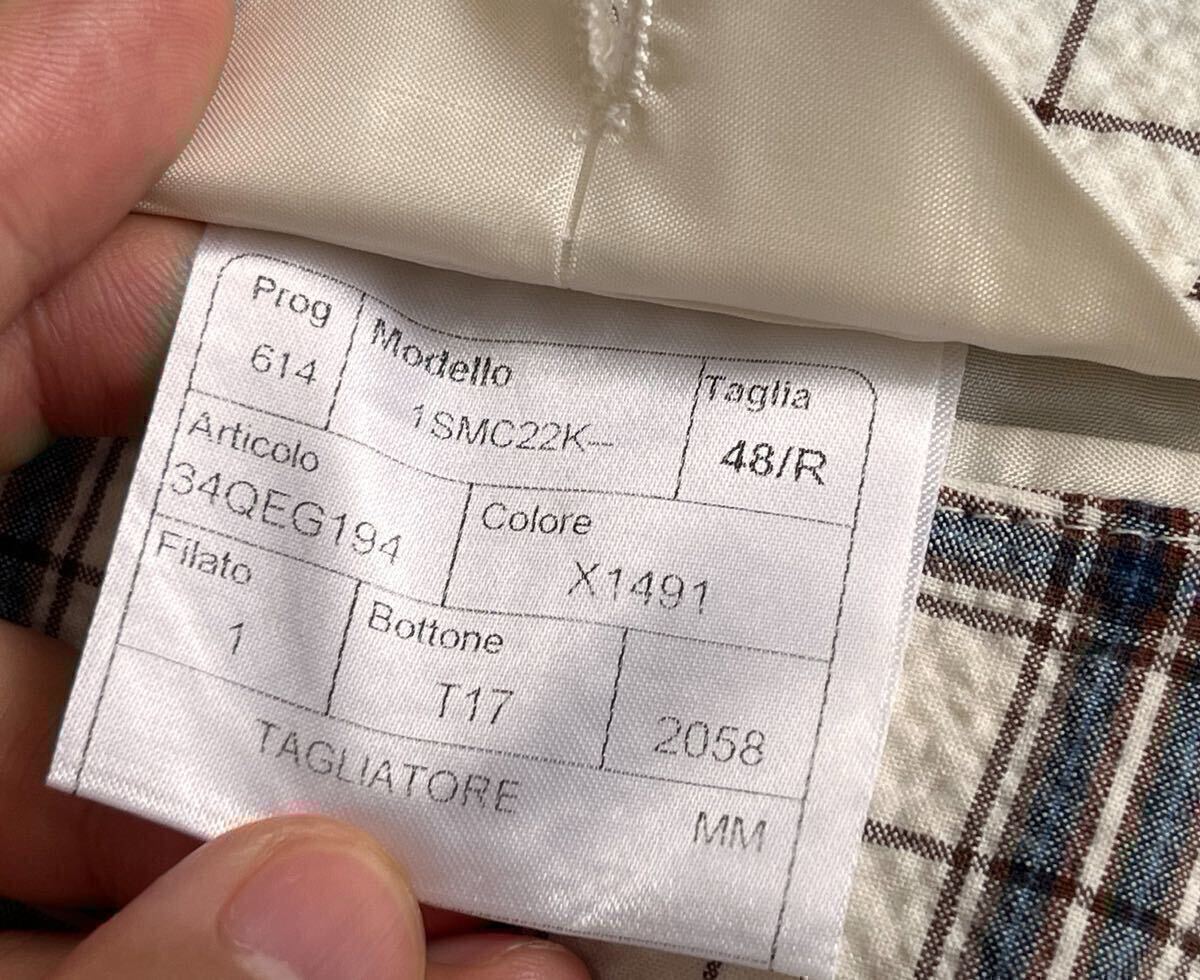 Prog Modello Taglia
614 1SMC22K-- 48/R
Articolo Colore
34QEG194 X1491
Filato Bottone
1 T17 2058
TAGLIATORE
MM